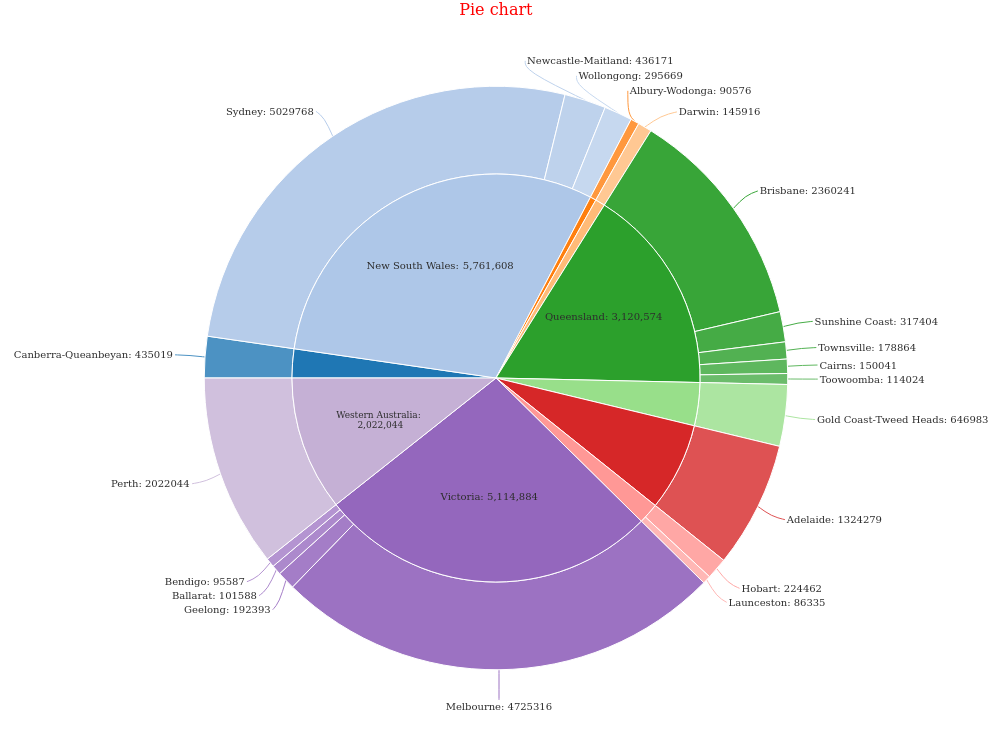 Pie chart
Newcastle-Maitland: 436171
Wollongong: 295669
Albury-Wodonga: 90576
Sydney: 5029768
Darwin: 145916
Brisbane: 2360241
New South Wales: 5,761,608
Queensland: 3,120,574
Sunshine Coast: 317404
Townsville: 178864
Canberra-Queanbeyan: 435019
Cairns: 150041
Toowoomba: 114024
Western Australia:
2,022,044
Gold Coast-Tweed Heads: 646983
Perth: 2022044
Victoria: 5,114,884
Adelaide: 1324279
Bendigo: 95587
Hobart: 224462
Ballarat: 101588
Launceston: 86335
Geelong: 192393
Melbourne: 4725316